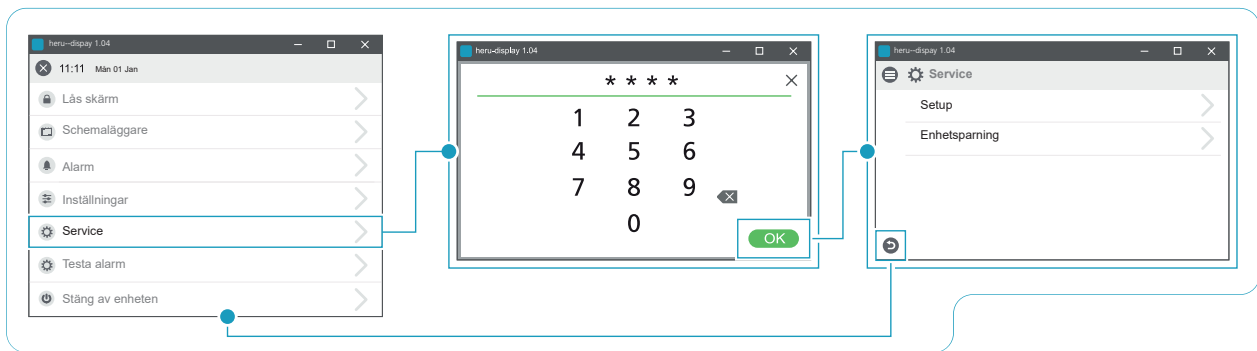 heru--dispay 1.04
11:11 Mån 01 Jan
Lås skärm
Schemaläggare
Alarm
Inställningar
Service
Testa alarm
Stäng av enheten
heru-display 1.04
* * * *
1 2 3
4 5 6
7 8 9
0
OK
heru--dispay 1.04
Service
Setup
Enhetsparning